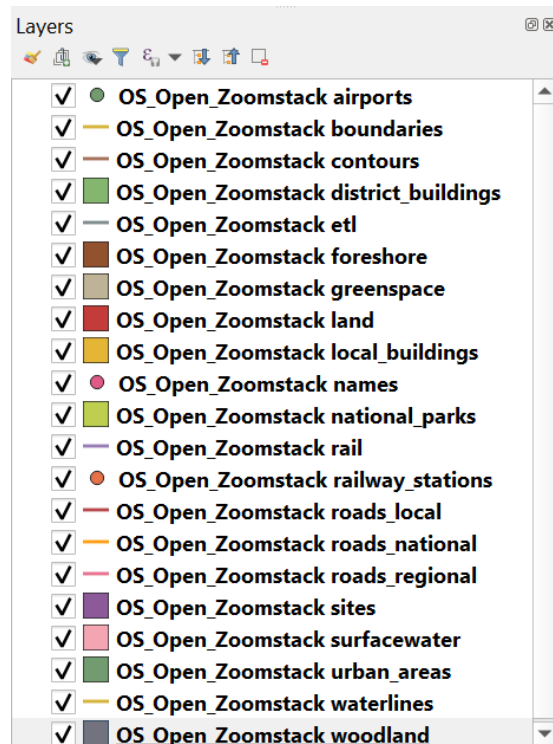 Layers
OS_Open_Zoomstack airports
OS_Open_Zoomstack boundaries
OS_Open_Zoomstack contours
OS_Open_Zoomstack district_buildings
OS_Open_Zoomstack etl
OS_Open_Zoomstack foreshore
OS_Open_Zoomstack greenspace
OS_Open_Zoomstack land
OS_Open_Zoomstack local_buildings
OS_Open_Zoomstack names
OS_Open_Zoomstack national_parks
OS_Open_Zoomstack rail
OS_Open_Zoomstack railway_stations
OS_Open_Zoomstack roads_local
OS_Open_Zoomstack roads_national
OS_Open_Zoomstack roads_regional
OS_Open_Zoomstack sites
OS_Open_Zoomstack surfacewater
OS_Open_Zoomstack urban_areas
OS_Open_Zoomstack waterlines
OS_Open_Zoomstack woodland